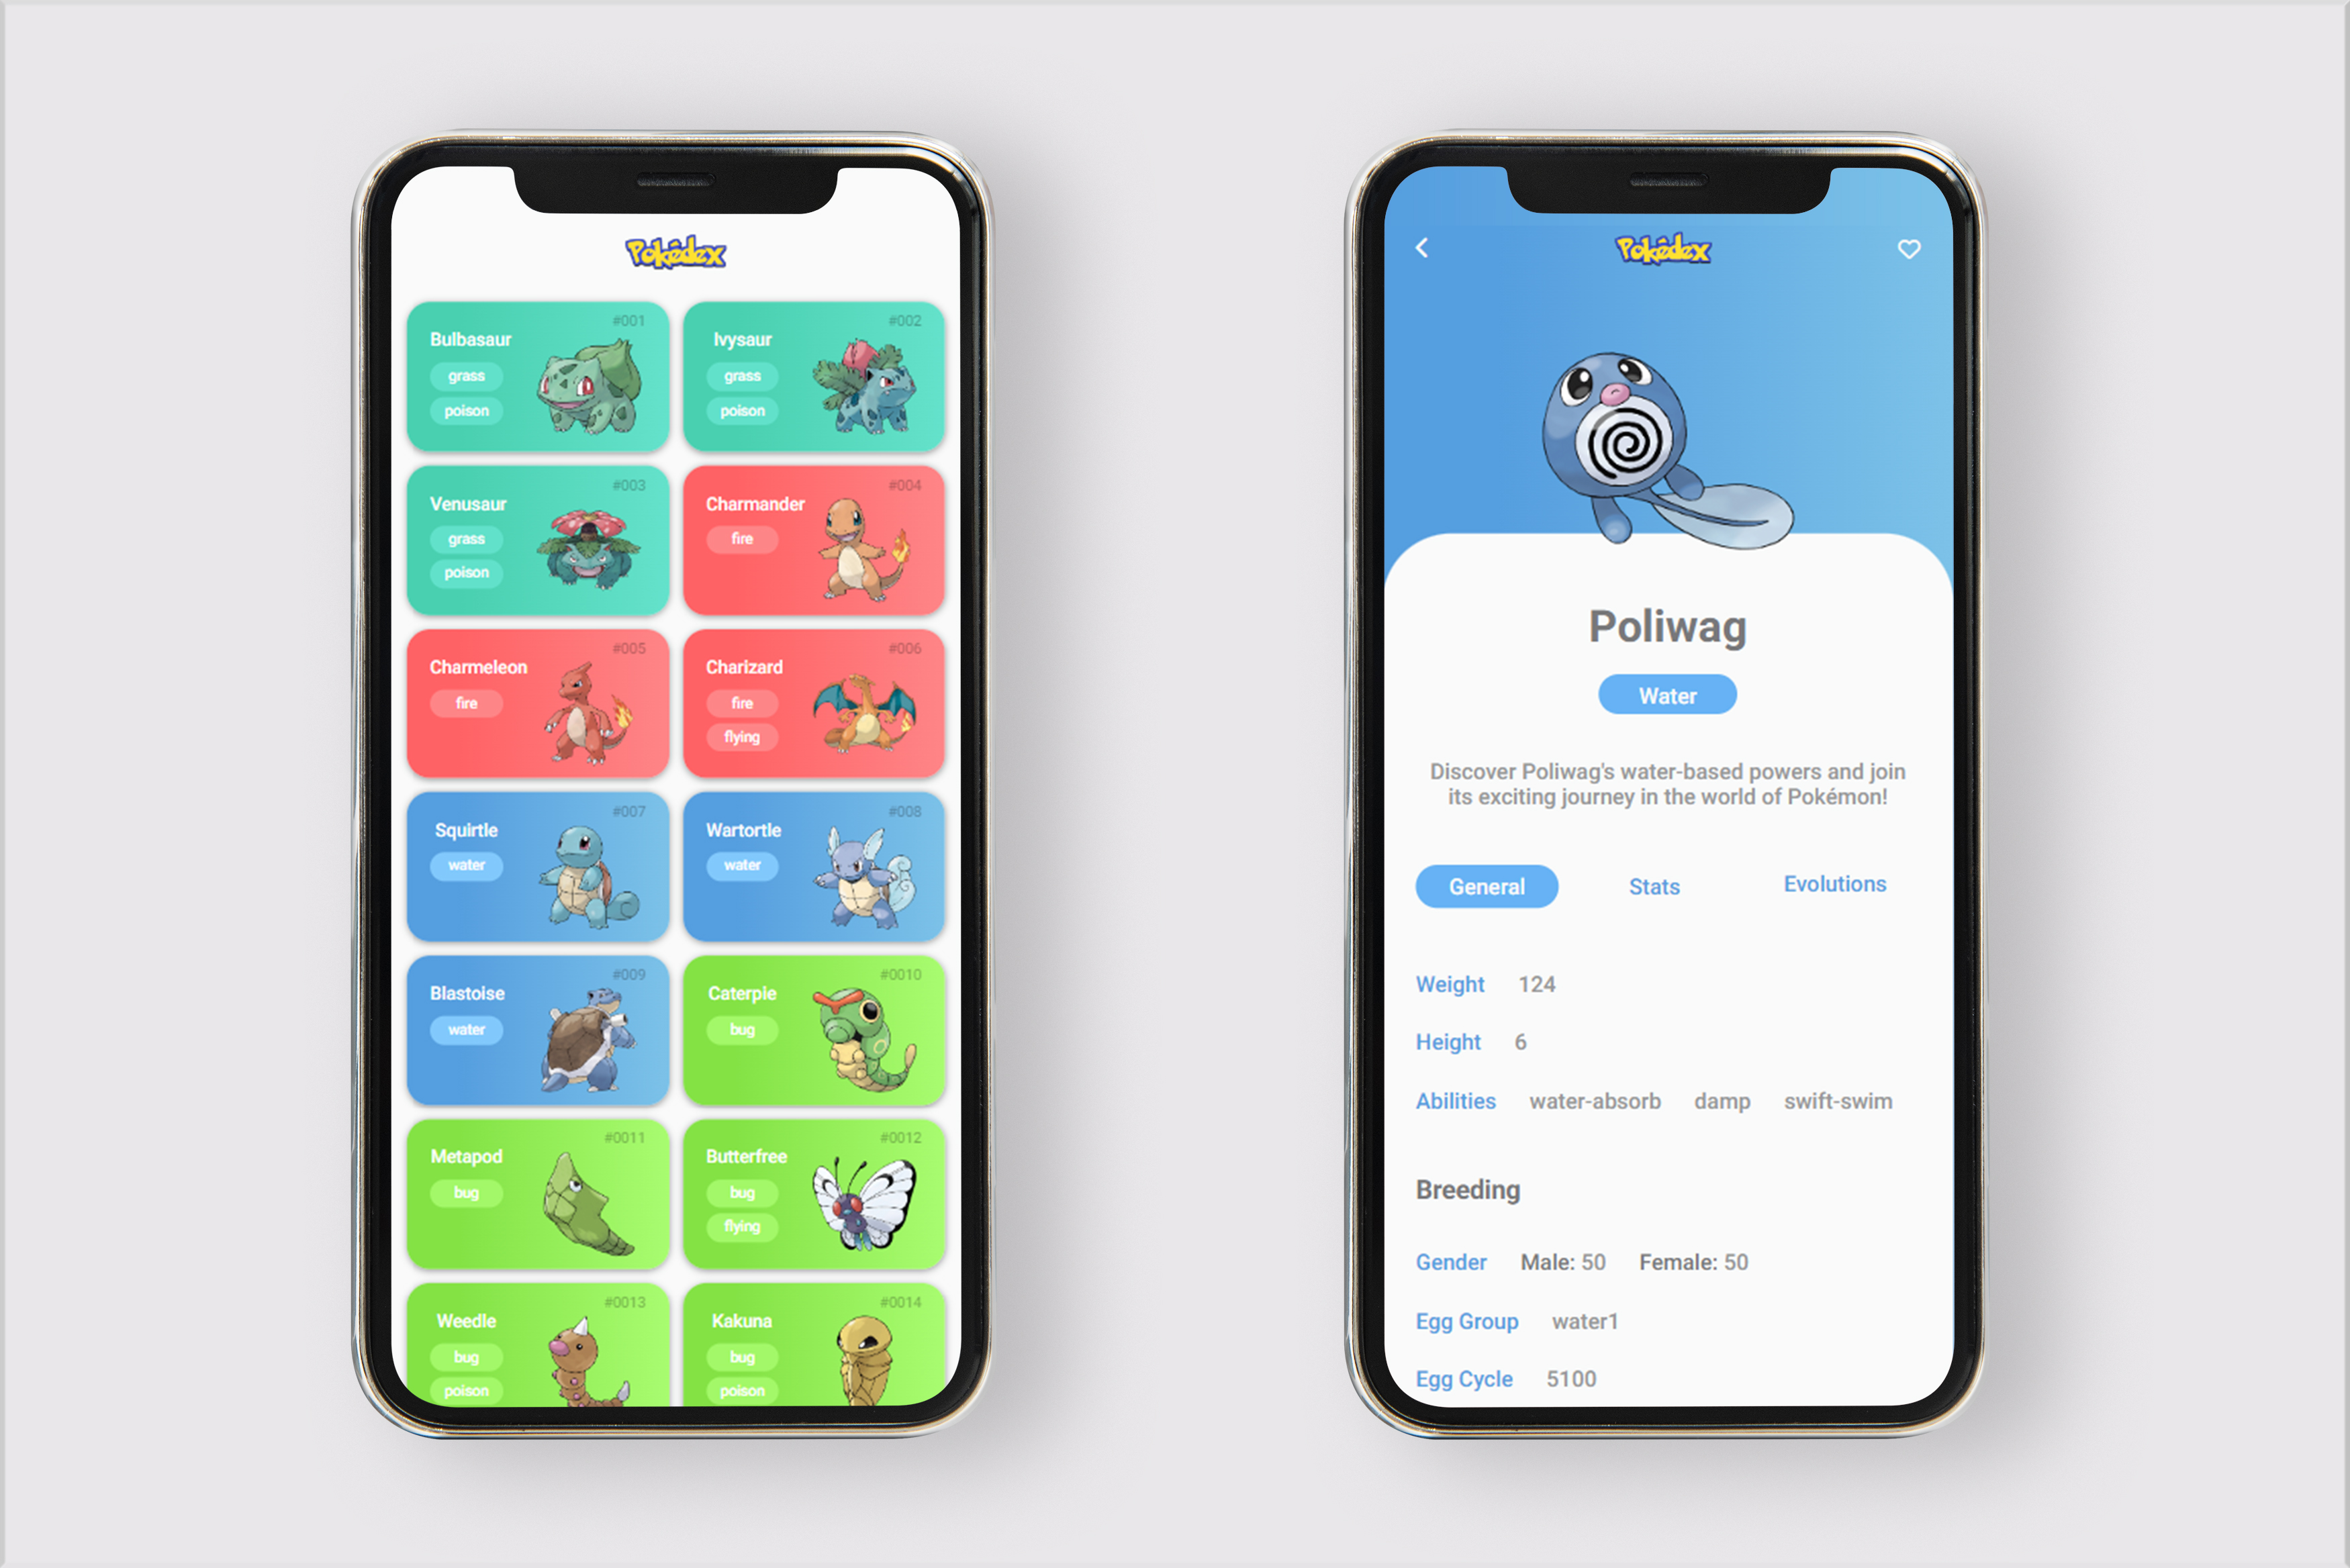 Pokédex
#001
Bulbasaur
grass
poison
#002
Ivysaur
grass
poison
#003
Venusaur
grass
poison
#004
Charmander
fire
#005
Charmeleon
fire
#006
Charizard
fire
flying
#007
Squirtle
water
#008
Wartortle
water
#009
Blastoise
water
#0010
Caterpie
bug
#0011
Metapod
bug
#0012
Butterfree
bug
flying
#0013
Weedle
bug
poison
#0014
Kakuna
bug
poison
Pokédex
Poliwag
Water
Discover Poliwag's water-based powers and join
its exciting journey in the world of Pokémon!
General Stats Evolutions
Weight 124
Height 6
Abilities water-absorb damp swift-swim
Breeding
Gender Male: 50 Female: 50
Egg Group water1
Egg Cycle 5100